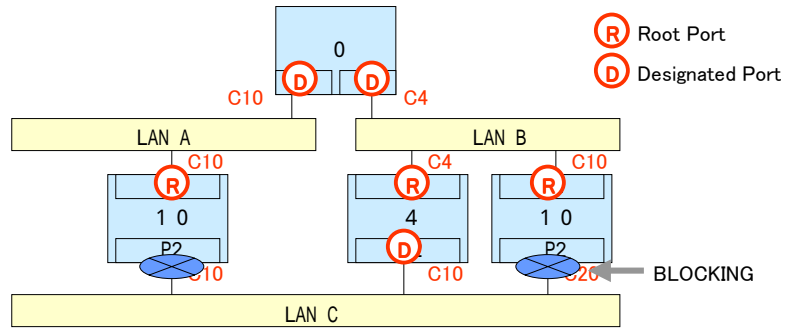 0
R Root Port
D Designated Port
D
D
C10
C4
LAN A
LAN B
C10
C4
C10
R
R
R
1 0
4
1 0
P2
D
P2
C10
C10
C20
BLOCKING
LAN C